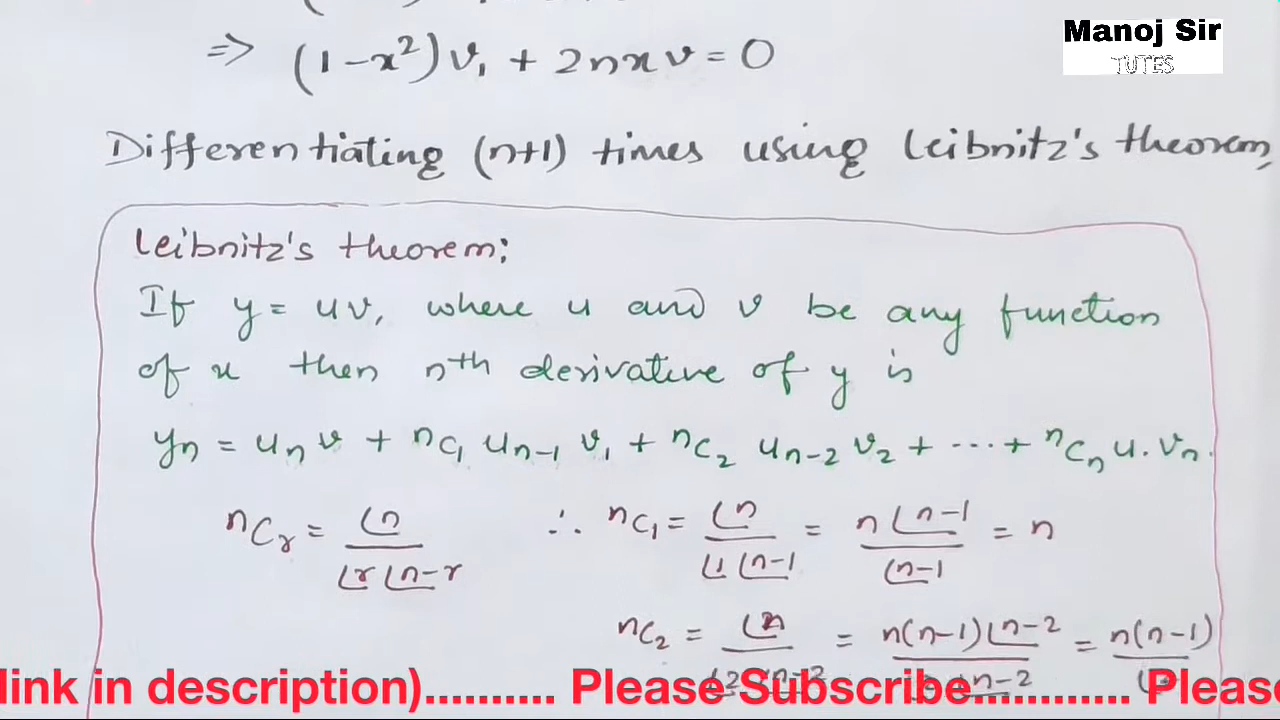 Manoj Sir
TUTES
=> (1-x²)v₁ + 2nxv = 0
Differentiating (n+1) times using Leibnitz's theorem,
Leibnitz's theorem:
If y = uv, where u and v be any function
of x then nᵗʰ derivative of y is
yₙ = uₙv + ⁿC₁ uₙ₋₁ v₁ + ⁿC₂ uₙ₋₂ v₂ + ... + ⁿCₙ u.vₙ.
ⁿCᵣ = ⌊n / ⌊r ⌊n-r ∴ ⁿC₁ = ⌊n / ⌊1 ⌊n-1 = n⌊n-1 / ⌊n-1 = n
ⁿC₂ = ⌊n / ⌊2 ⌊n-2 = n(n-1)⌊n-2 / ⌊n-2 = n(n-1)
link in description).......... Please Subscribe............ Please